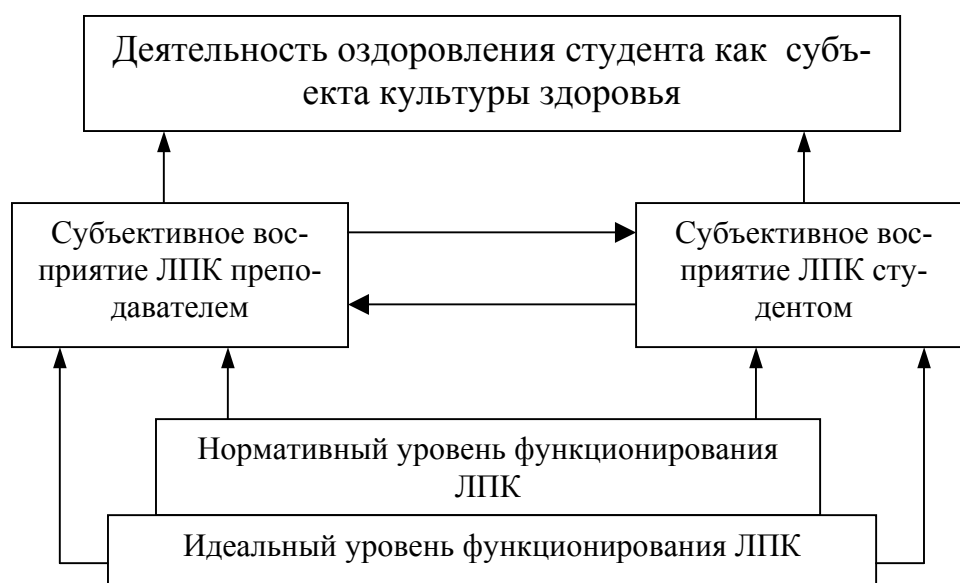 Деятельность оздоровления студента как субъ-
екта культуры здоровья
Субъективное вос-
приятие ЛПК препо-
давателем
Субъективное вос-
приятие ЛПК сту-
дентом
Нормативный уровень функционирования
ЛПК
Идеальный уровень функционирования ЛПК